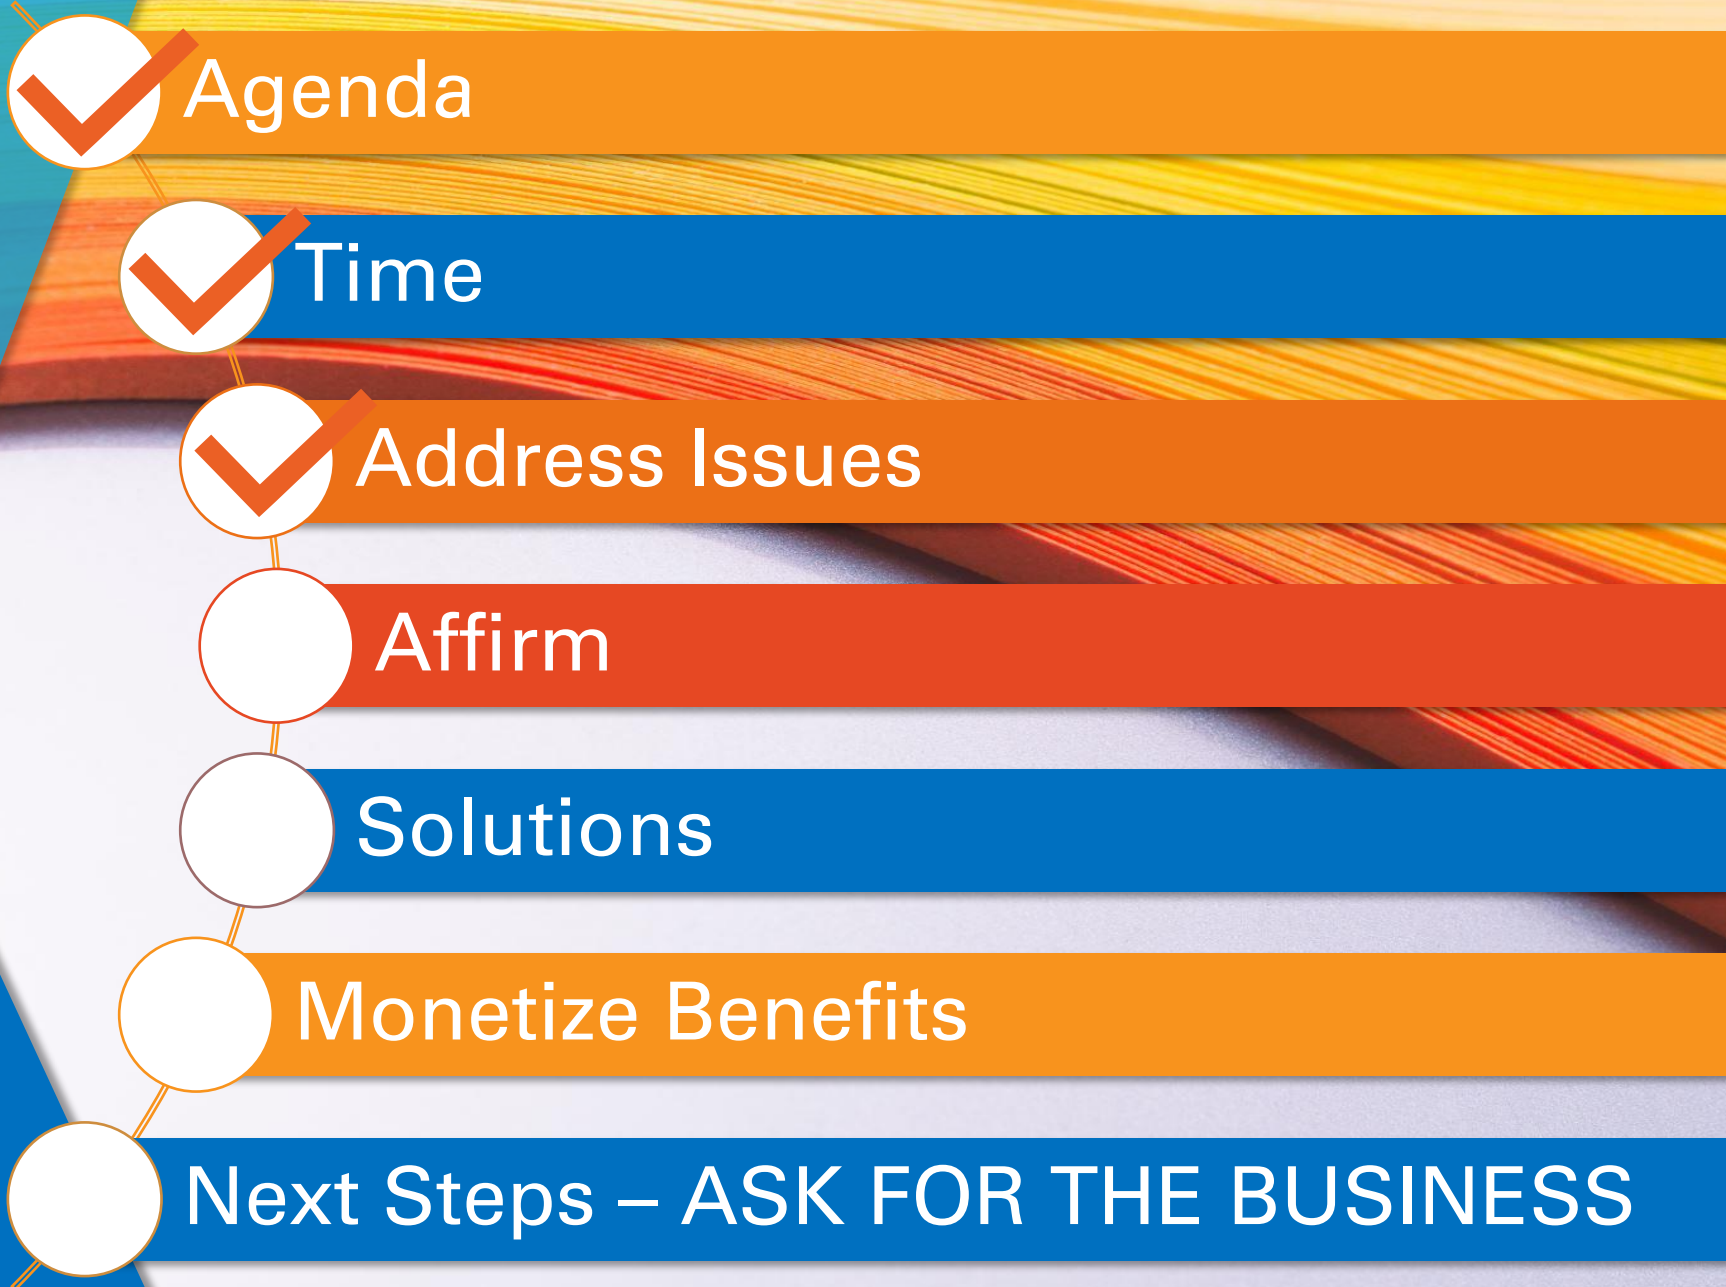 Agenda
Time
Address Issues
Affirm
Solutions
Monetize Benefits
Next Steps – ASK FOR THE BUSINESS